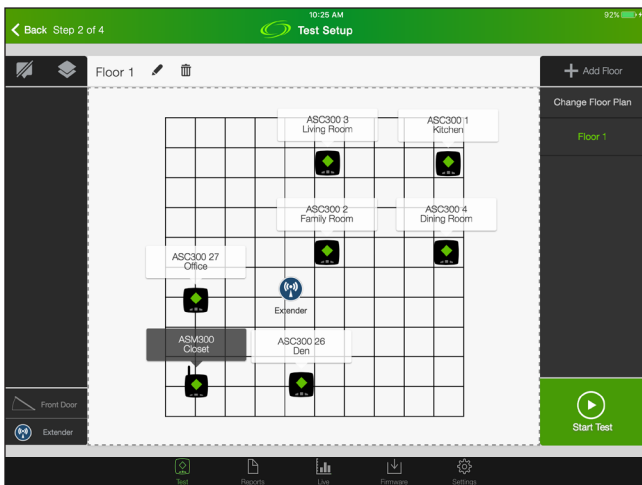 10:25 AM
92%
Back Step 2 of 4
Test Setup
Floor 1
Add Floor
Change Floor Plan
Floor 1
ASC300 3
Living Room
ASC300 1
Kitchen
ASC300 2
Family Room
ASC300 4
Dining Room
ASC300 27
Office
Extender
ASM300
Closet
ASC300 26
Den
Front Door
Extender
Start Test
Test
Reports
Live
Firmware
Settings